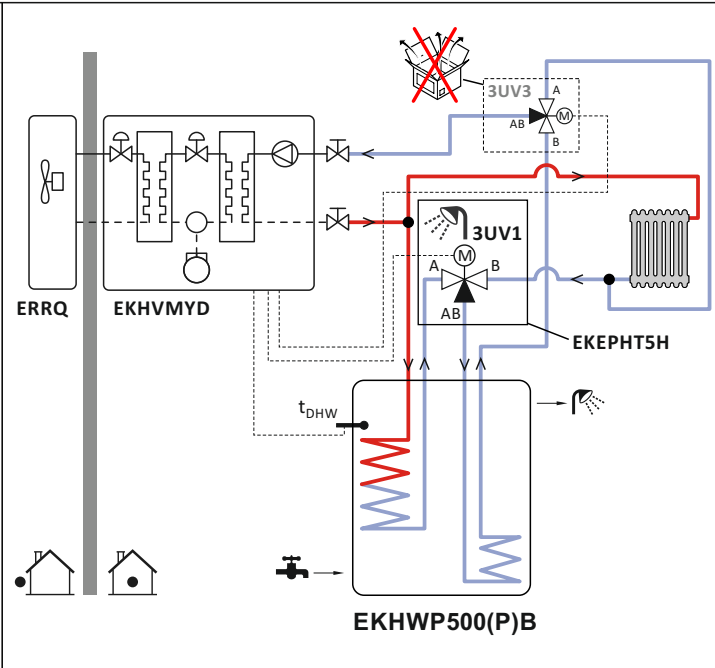 3UV3
A
AB
M
B
3UV1
M
A
B
AB
ERRQ
EKHVMYD
EKEPHT5H
tDHW
EKHWP500(P)B